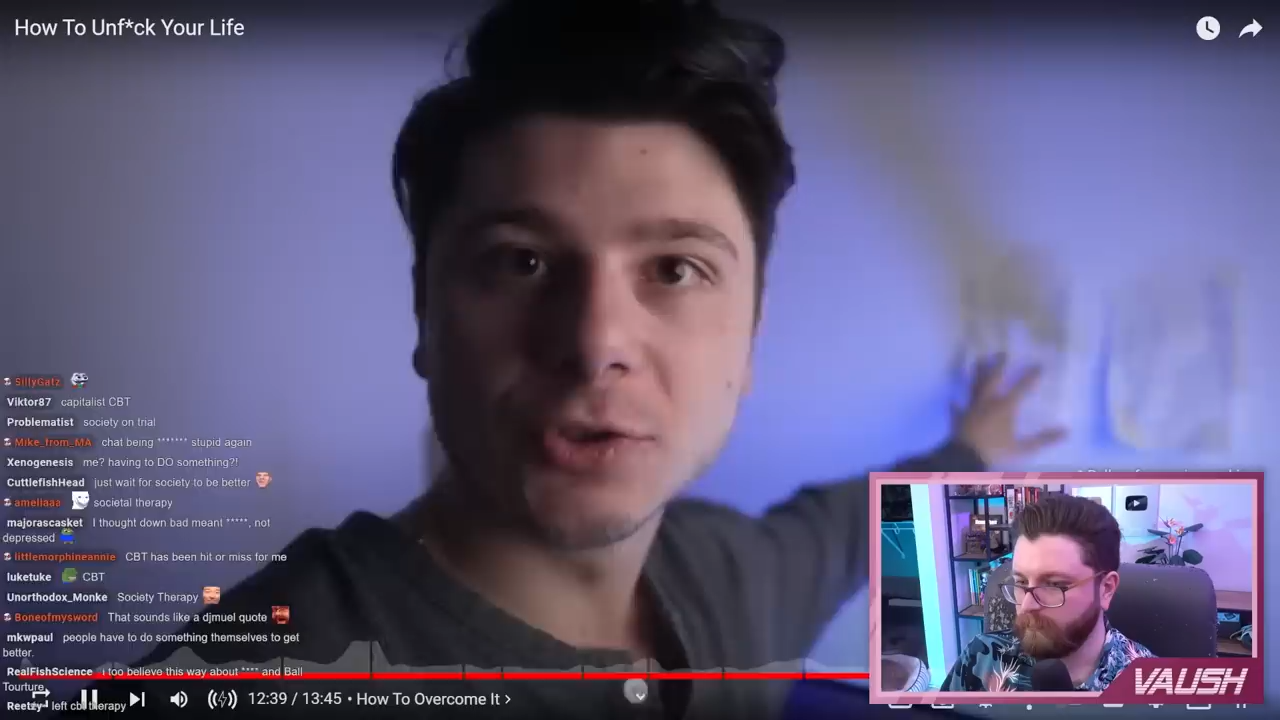 How To Unf*ck Your Life
SillyGatz
Viktor87 capitalist CBT
Problematist society on trial
Mike_from_MA chat being ******* stupid again
Xenogenesis me? having to DO something?!
CuttlefishHead just wait for society to be better
ameliaaa societal therapy
majorascasket I thought down bad meant *****, not
depressed
littlemorphineannie CBT has been hit or miss for me
luketuke CBT
Unorthodox_Monke Society Therapy
Boneofmysword That sounds like a djmuel quote
mkwpaul people have to do something themselves to get
better.
RealFishScience i too believe this way about **** and Ball
Tourture
Reetzy left cbt therapy
12:39 / 13:45 • How To Overcome It >
VAUSH